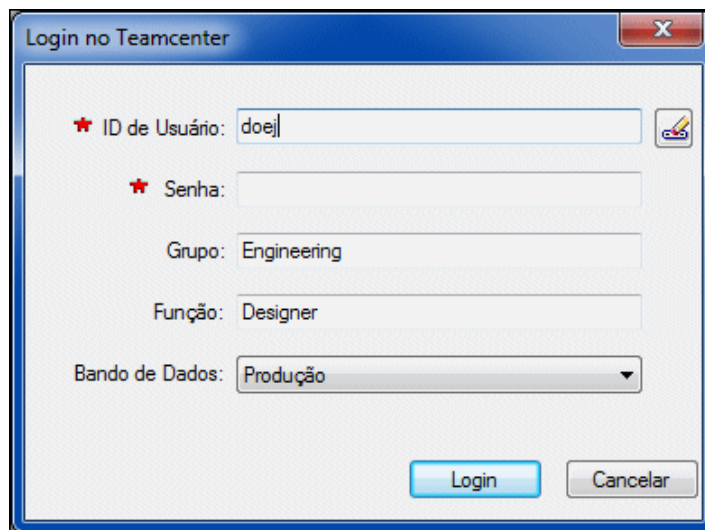 Login no Teamcenter
ID de Usuário: doej
Senha:
Grupo: Engineering
Função: Designer
Bando de Dados: Produção
Login Cancelar